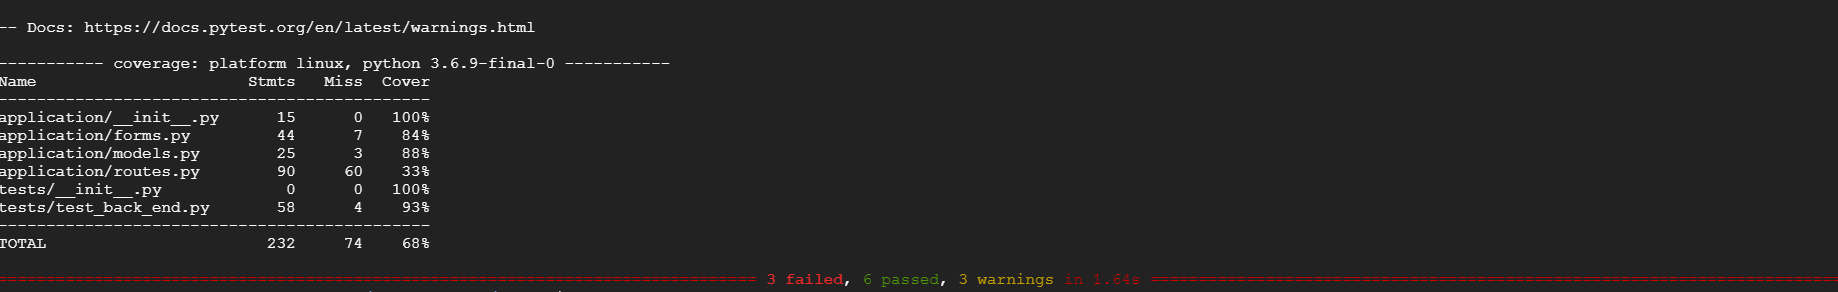 -- Docs: https://docs.pytest.org/en/latest/warnings.html
----------- coverage: platform linux, python 3.6.9-final-0 -----------
Name                       Stmts   Miss  Cover
----------------------------------------------
application/__init__.py      15      0   100%
application/forms.py         44      7    84%
application/models.py        25      3    88%
application/routes.py        90     60    33%
tests/__init__.py             0      0   100%
tests/test_back_end.py       58      4    93%
----------------------------------------------
TOTAL                       232     74    68%
=============== 3 failed, 6 passed, 3 warnings in 1.64s ===============